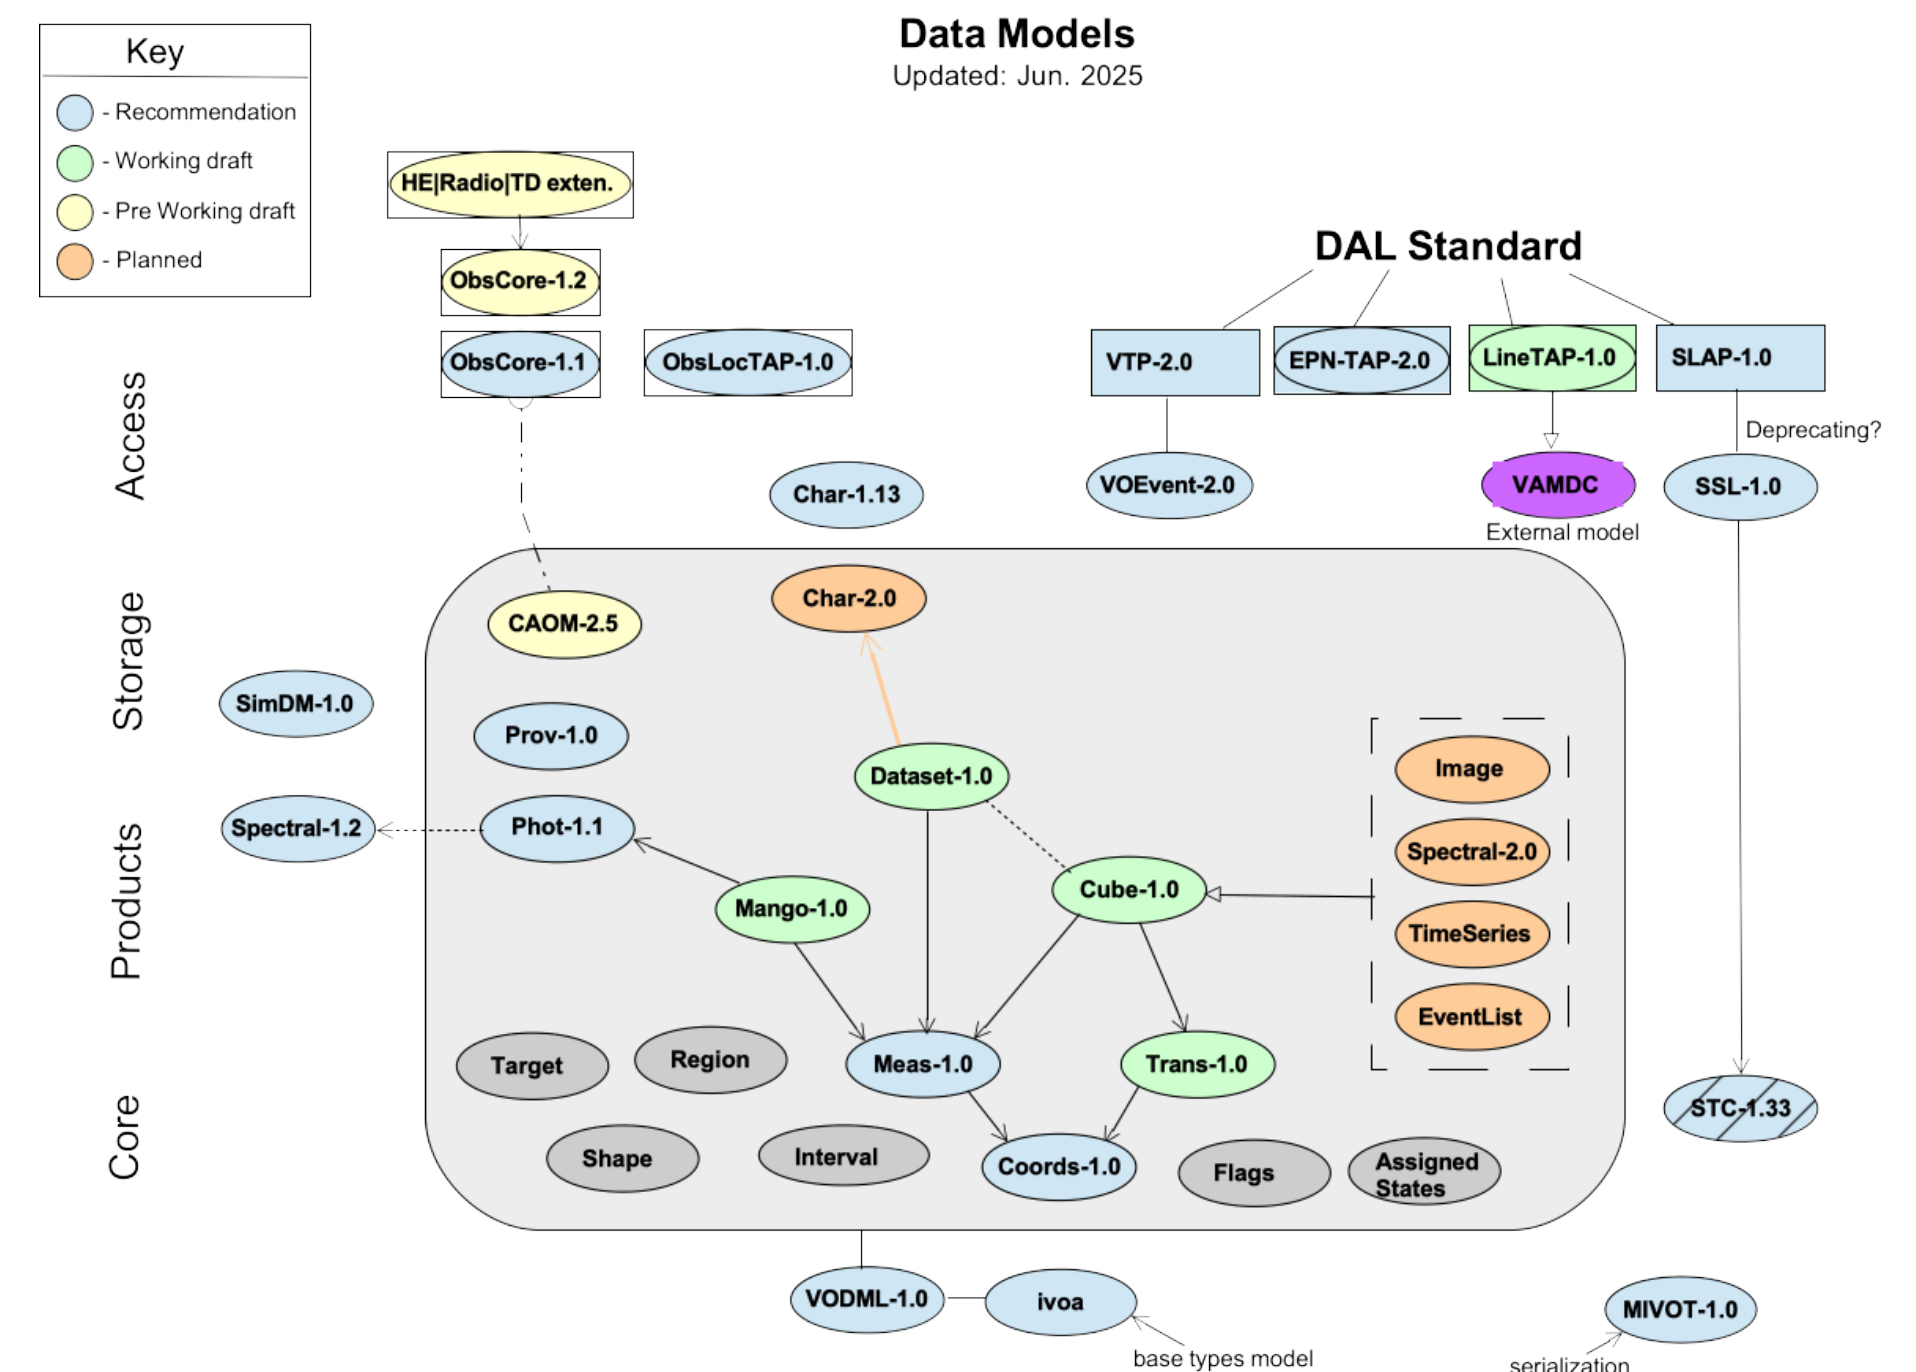 Data Models
Updated: Jun. 2025
Key
- Recommendation
- Working draft
- Pre Working draft
- Planned
HE|Radio|TD exten.
ObsCore-1.2
ObsCore-1.1
ObsLocTAP-1.0
DAL Standard
VTP-2.0
EPN-TAP-2.0
LineTAP-1.0
SLAP-1.0
Deprecating?
Access
Char-1.13
VOEvent-2.0
VAMDC
External model
SSL-1.0
Storage
CAOM-2.5
Char-2.0
SimDM-1.0
Prov-1.0
Dataset-1.0
Image
Spectral-2.0
TimeSeries
EventList
Products
Spectral-1.2
Phot-1.1
Mango-1.0
Cube-1.0
Core
Target
Region
Meas-1.0
Trans-1.0
STC-1.33
Shape
Interval
Coords-1.0
Flags
Assigned
States
VODML-1.0
ivoa
base types model
MIVOT-1.0
serialization